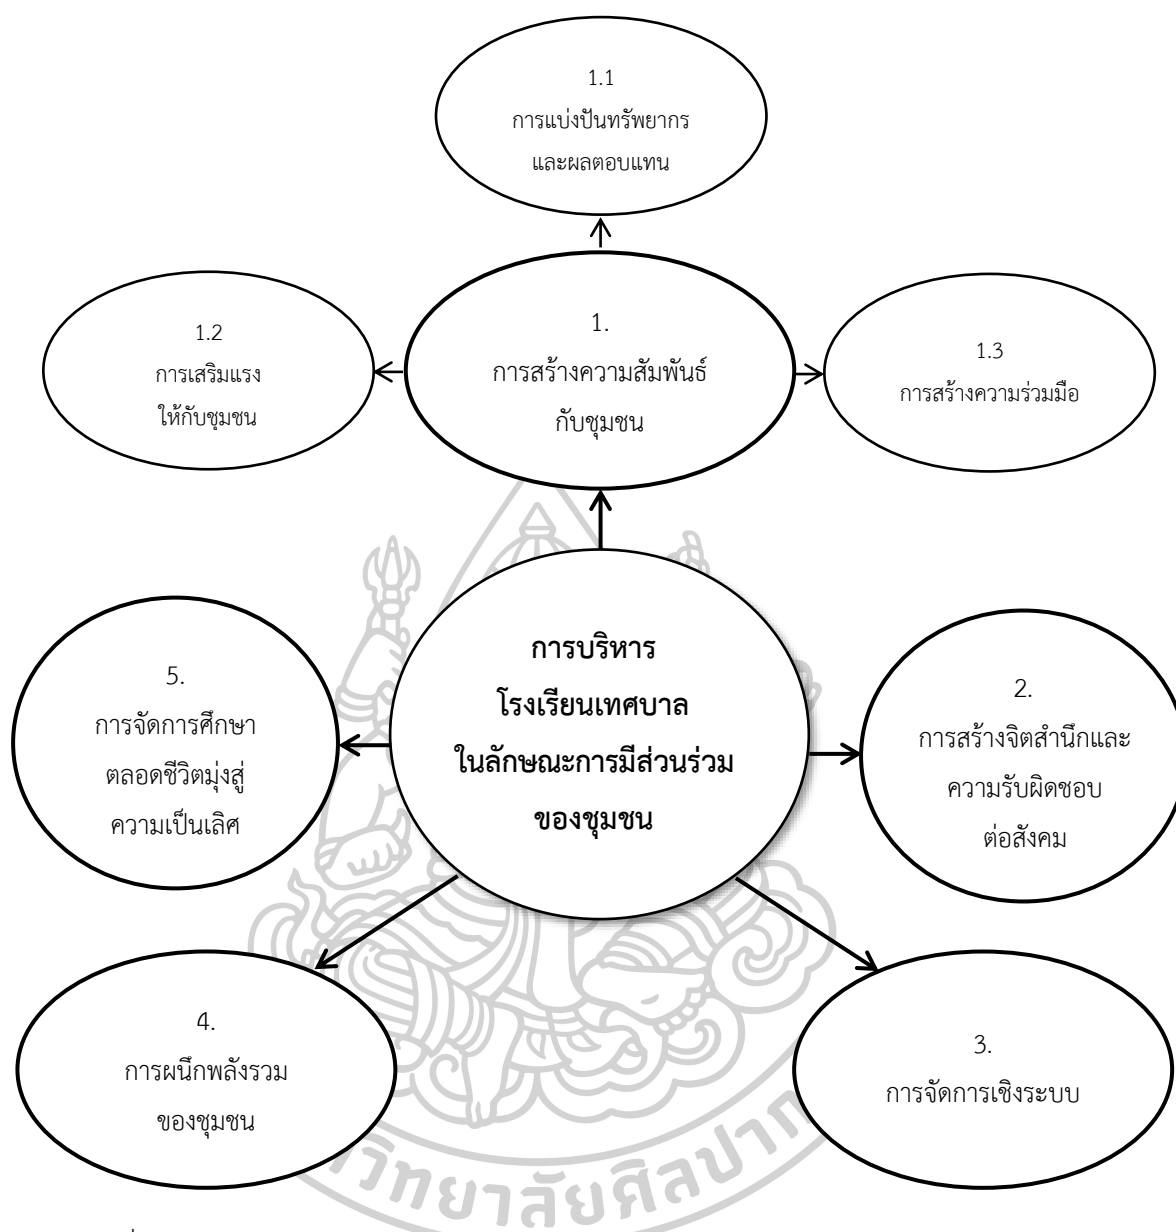 1.1
การแบ่งปันทรัพยากร
และผลตอบแทน
1.2
การเสริมแรง
ให้กับชุมชน
1.
การสร้างความสัมพันธ์
กับชุมชน
1.3
การสร้างความร่วมมือ
การบริหาร
โรงเรียนเทศบาล
ในลักษณะการมีส่วนร่วม
ของชุมชน
5.
การจัดการศึกษา
ตลอดชีวิตมุ่งสู่
ความเป็นเลิศ
2.
การสร้างจิตสำนึกและ
ความรับผิดชอบ
ต่อสังคม
4.
การผนึกพลังรวม
ของชุมชน
3.
การจัดการเชิงระบบ
วิทยาลัยศิลปาก